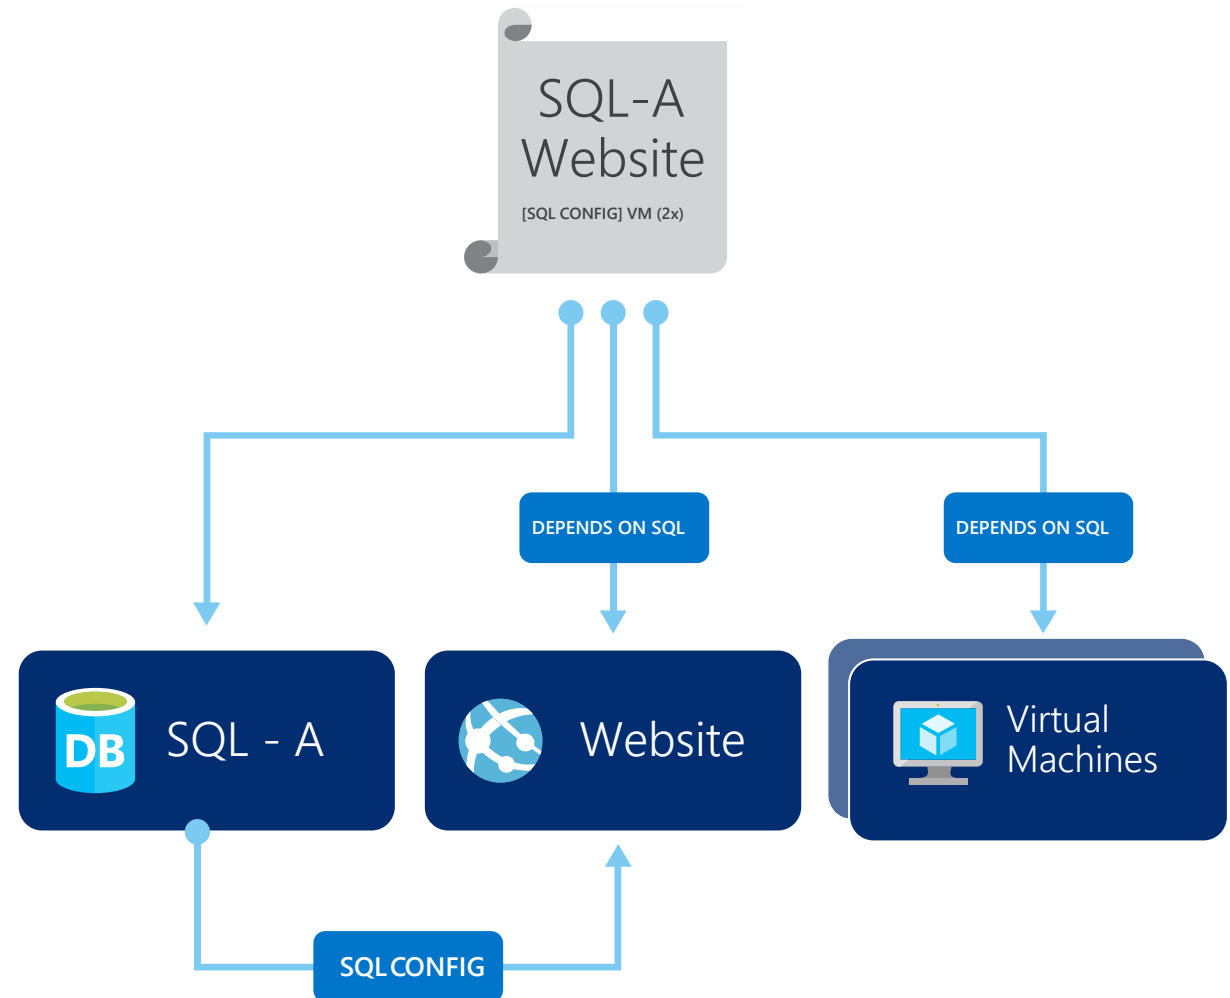 SQL-A
Website
[SQL CONFIG] VM (2x)
DEPENDS ON SQL
DEPENDS ON SQL
DB
SQL - A
Website
Virtual
Machines
SQL CONFIG